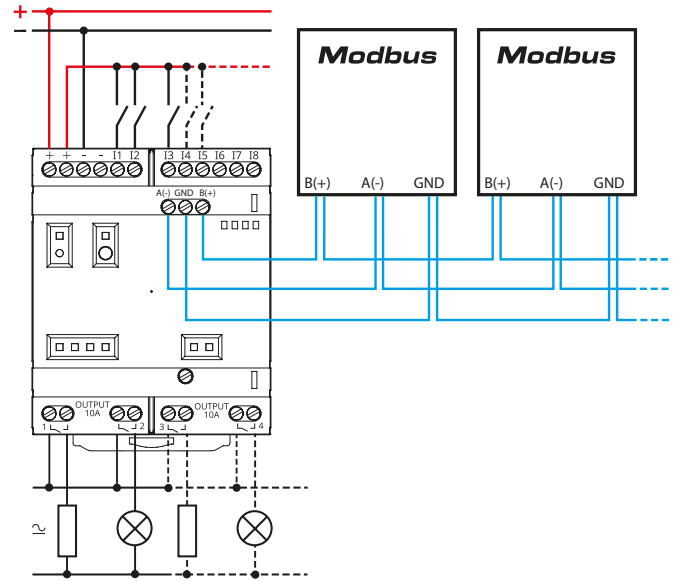 +
−
Modbus
Modbus
+ + - - I1 I2 I3 I4 I5 I6 I7 I8
B(+) A(-) GND
B(+) A(-) GND
A(-) GND B(+)
OUTPUT
10A
OUTPUT
10A
1 2 3 4
≃